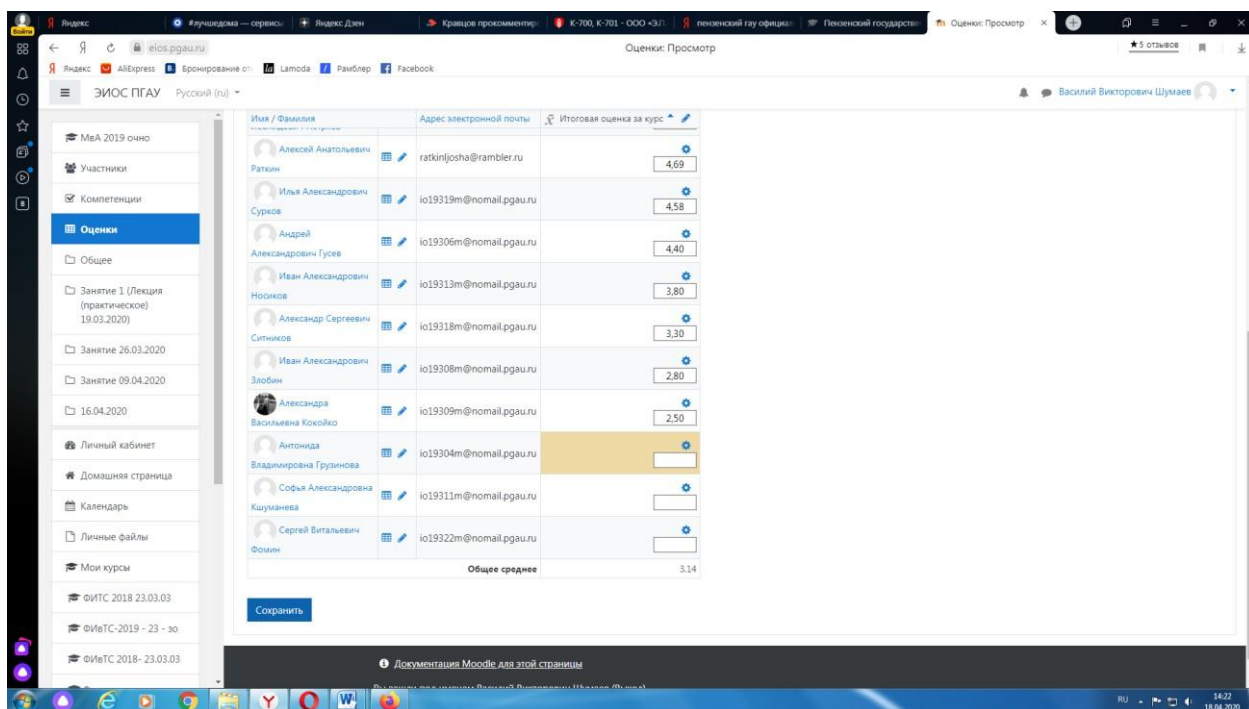 Яндекс
#лучшедома — сервисы
Яндекс Дзен
Кравцов прокомментир
К-700, К-701 - ООО «ЭЛ
пензенский гау официал
Пензенский государстве
Оценки: Просмотр
Войти
eios.pgau.ru
Оценки: Просмотр
★5 отзывов
Яндекс
AliExpress
Бронирование от
Lamoda
Рамблер
Facebook
ЭИОС ПГАУ
Русский (ru)
Василий Викторович Шумаев
МвА 2019 очно
Участники
Компетенции
Оценки
Общее
Занятие 1 (Лекция
(практическое)
19.03.2020)
Занятие 26.03.2020
Занятие 09.04.2020
16.04.2020
Личный кабинет
Домашняя страница
Календарь
Личные файлы
Мои курсы
ФИТС 2018 23.03.03
ФИвТС-2019 - 23 - зо
ФИвТС 2018- 23.03.03
Имя / Фамилия
Адрес электронной почты
Итоговая оценка за курс
Алексей Анатольевич
Раткин
ratkinljosha@rambler.ru
4,69
Илья Александрович
Сурков
io19319m@nomail.pgau.ru
4,58
Андрей
Александрович Гусев
io19306m@nomail.pgau.ru
4,40
Иван Александрович
Носиков
io19313m@nomail.pgau.ru
3,80
Александр Сергеевич
Ситников
io19318m@nomail.pgau.ru
3,30
Иван Александрович
Злобин
io19308m@nomail.pgau.ru
2,80
Александра
Васильевна Кокойко
io19309m@nomail.pgau.ru
2,50
Антонида
Владимировна Грузинова
io19304m@nomail.pgau.ru
Софья Александровна
Кшуманева
io19311m@nomail.pgau.ru
Сергей Витальевич
Фомин
io19322m@nomail.pgau.ru
Общее среднее
3,14
Сохранить
Документация Moodle для этой страницы
RU
14:22
18.04.2020